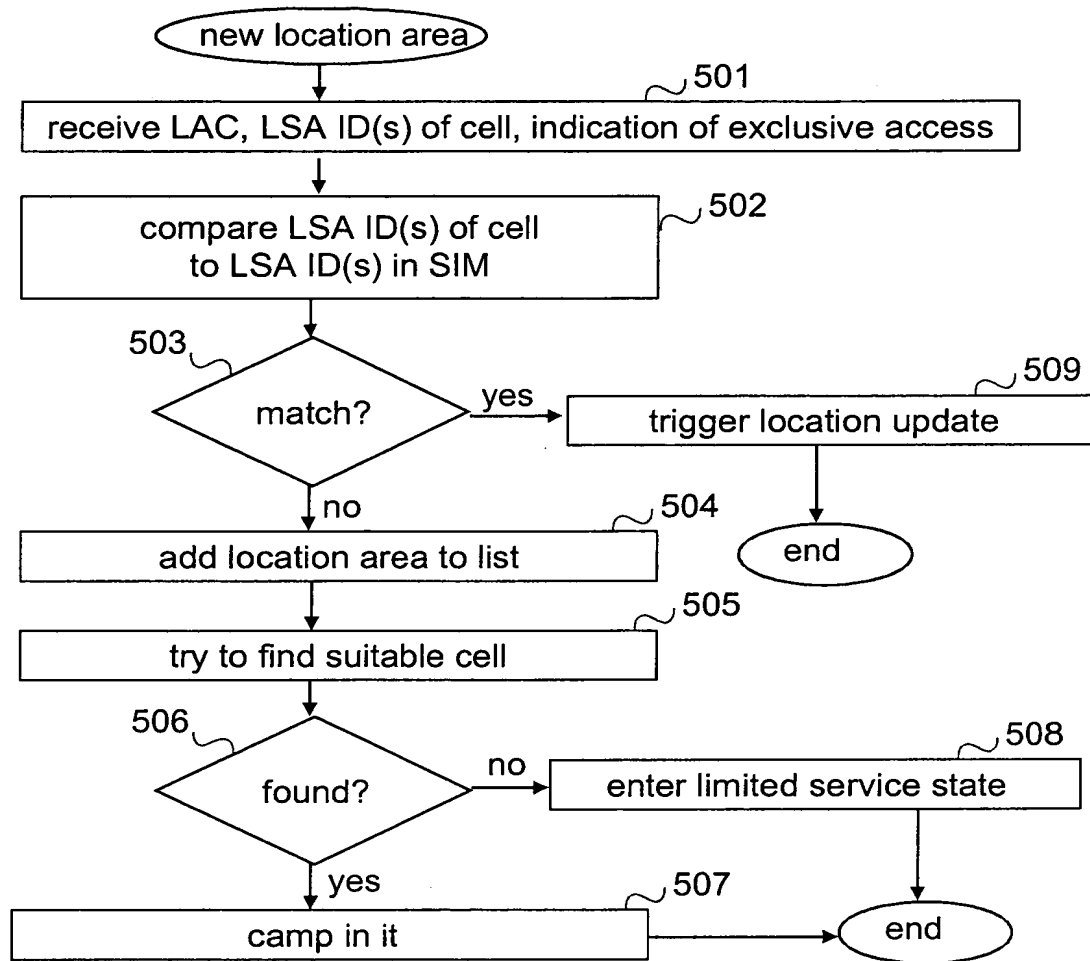 new location area
501
receive LAC, LSA ID(s) of cell, indication of exclusive access
502
compare LSA ID(s) of cell
to LSA ID(s) in SIM
503
match?
yes
509
trigger location update
no
504
add location area to list
end
505
try to find suitable cell
506
found?
no
508
enter limited service state
yes
507
camp in it
end